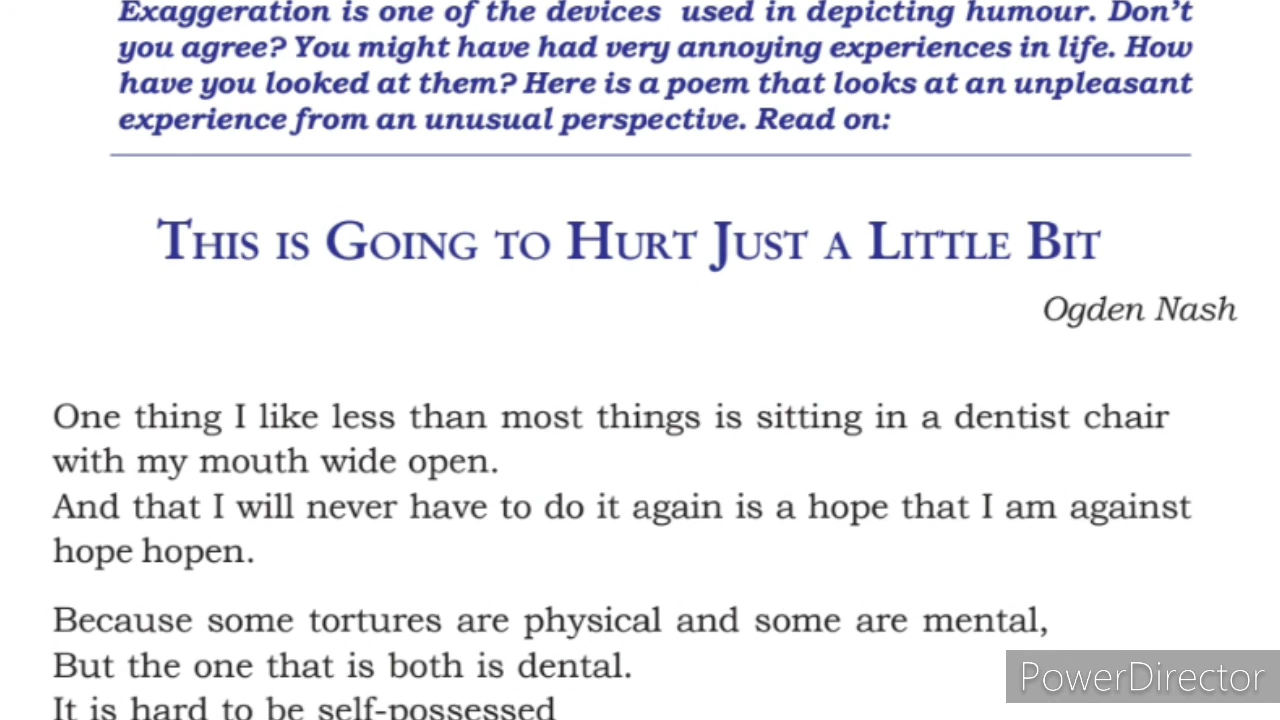 Exaggeration is one of the devices used in depicting humour. Don't
you agree? You might have had very annoying experiences in life. How
have you looked at them? Here is a poem that looks at an unpleasant
experience from an unusual perspective. Read on:
THIS IS GOING TO HURT JUST A LITTLE BIT
Ogden Nash
One thing I like less than most things is sitting in a dentist chair
with my mouth wide open.
And that I will never have to do it again is a hope that I am against
hope hopen.
Because some tortures are physical and some are mental,
But the one that is both is dental.
It is hard to be self-possessed
PowerDirector